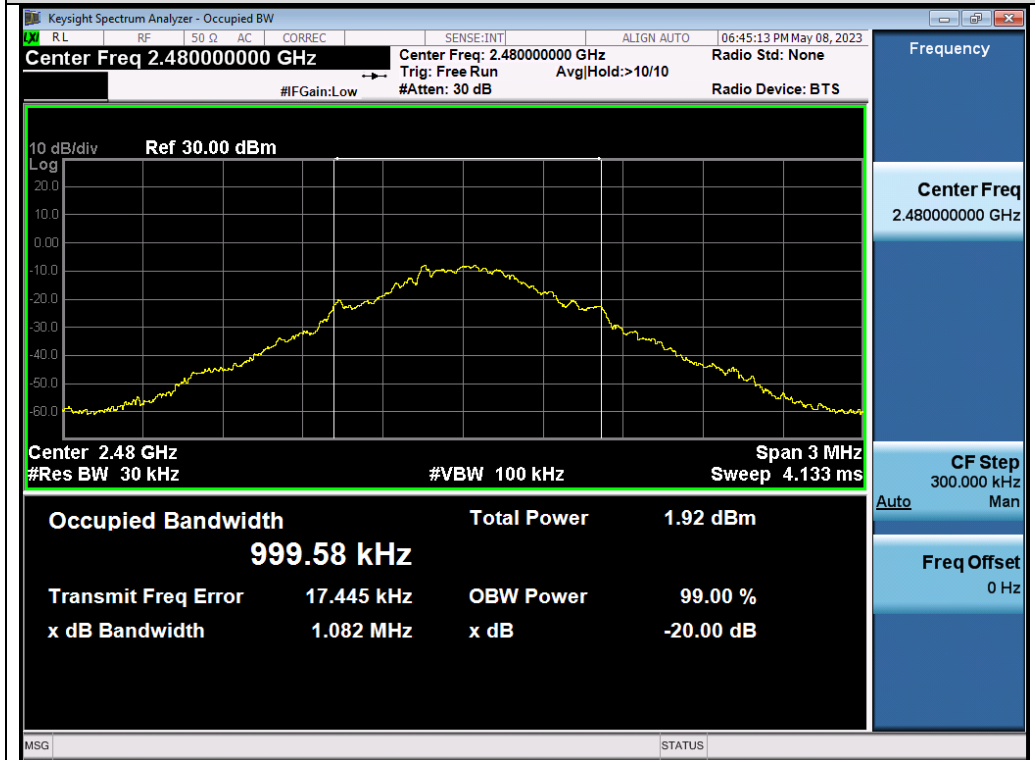 Keysight Spectrum Analyzer - Occupied BW
LXI RL RF 50 Ω AC CORREC SENSE:INT ALIGN AUTO 06:45:13 PM May 08, 2023
Center Freq 2.480000000 GHz
Center Freq: 2.480000000 GHz
Radio Std: None
Trig: Free Run Avg|Hold:>10/10
#IFGain:Low
#Atten: 30 dB
Radio Device: BTS
10 dB/div Ref 30.00 dBm
Log
20.0
10.0
0.00
-10.0
-20.0
-30.0
-40.0
-50.0
-60.0
Center 2.48 GHz Span 3 MHz
#Res BW 30 kHz #VBW 100 kHz Sweep 4.133 ms
Occupied Bandwidth Total Power 1.92 dBm
999.58 kHz
Transmit Freq Error 17.445 kHz OBW Power 99.00 %
x dB Bandwidth 1.082 MHz x dB -20.00 dB
Frequency
Center Freq
2.480000000 GHz
CF Step
300.000 kHz
Auto Man
Freq Offset
0 Hz
MSG STATUS